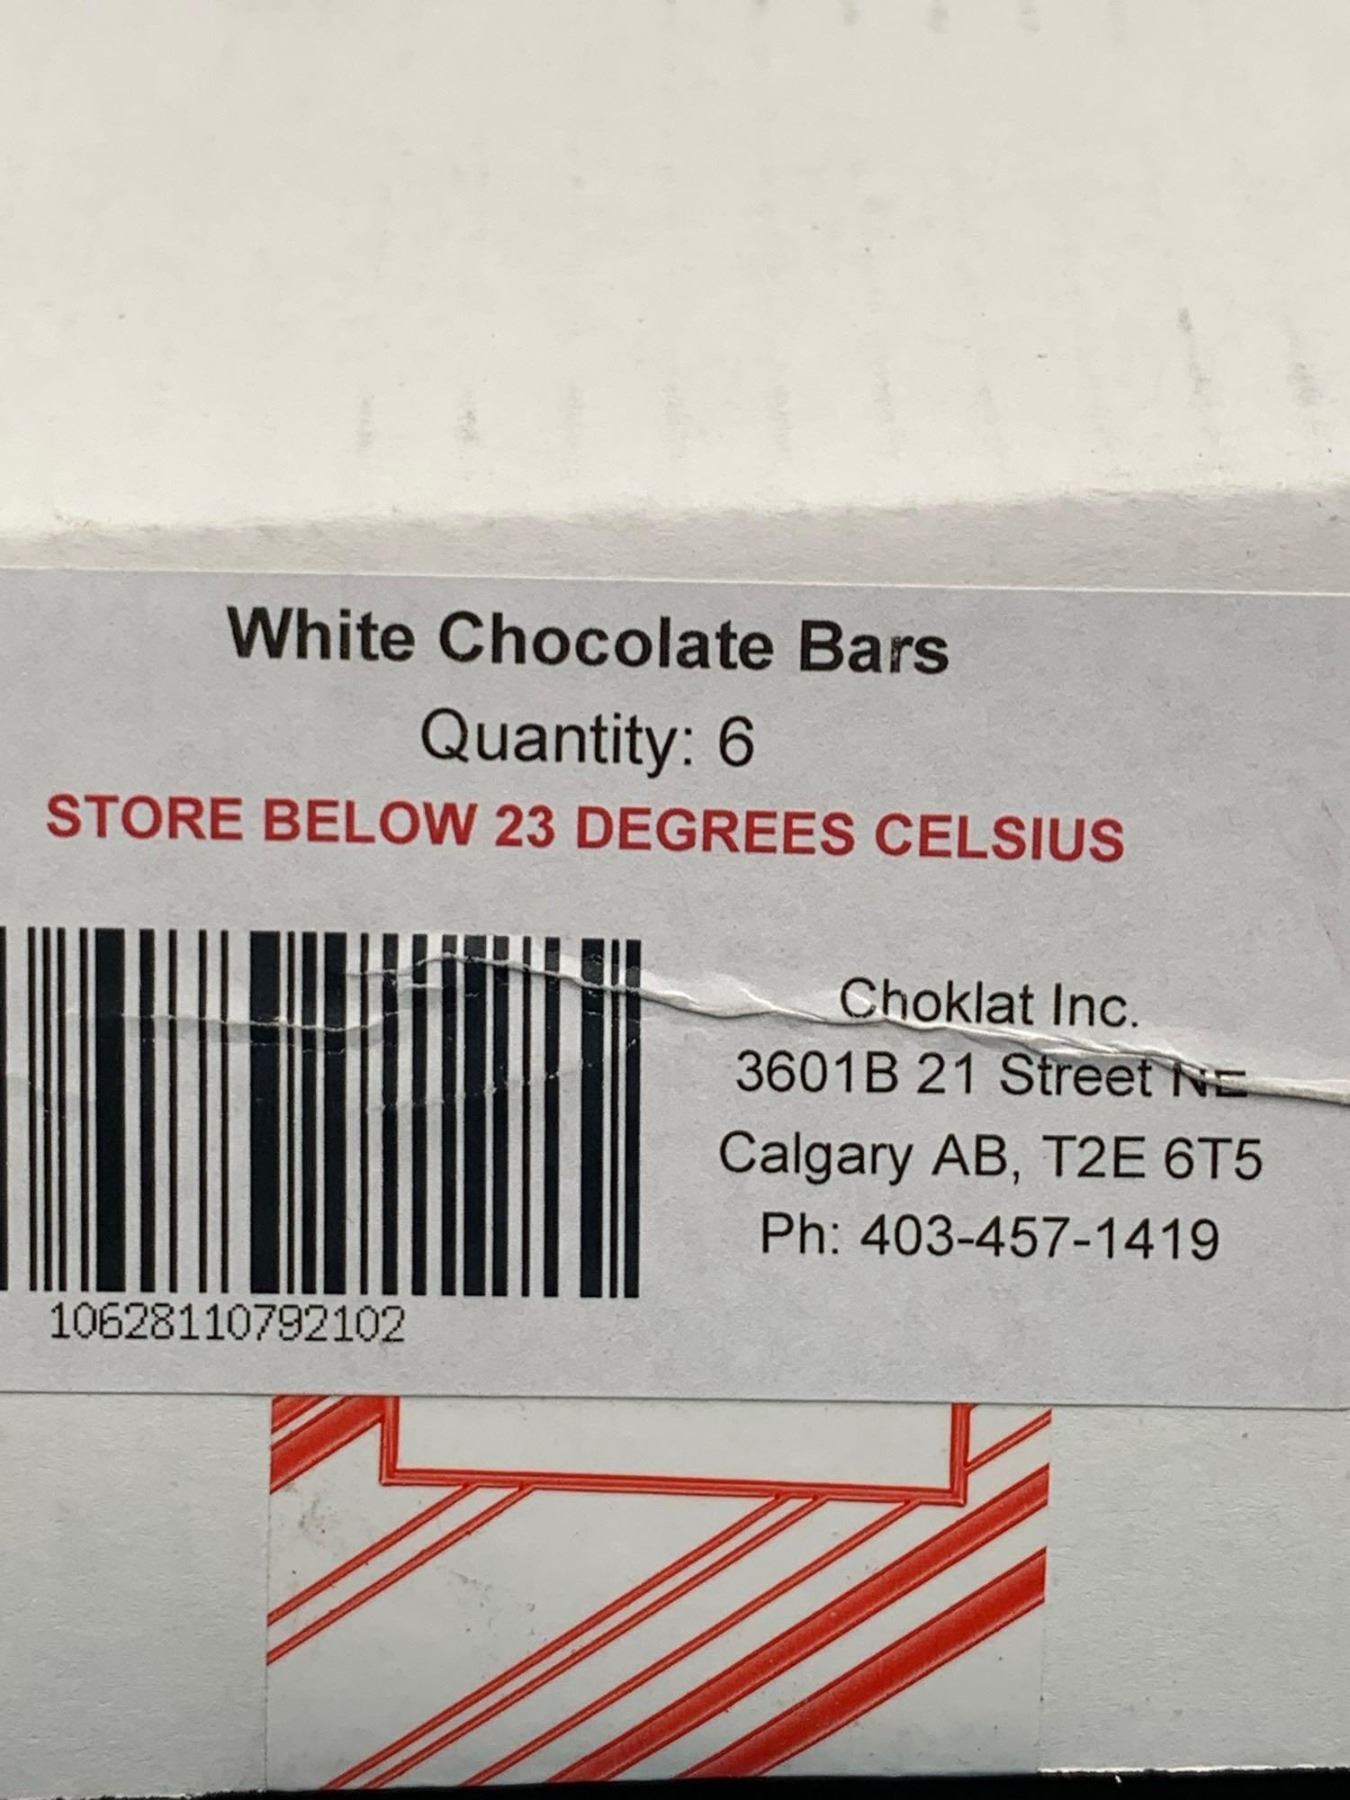 White Chocolate Bars
Quantity: 6
STORE BELOW 23 DEGREES CELSIUS
Choklat Inc.
3601B 21 Street NE
Calgary AB, T2E 6T5
Ph: 403-457-1419
10628110792102